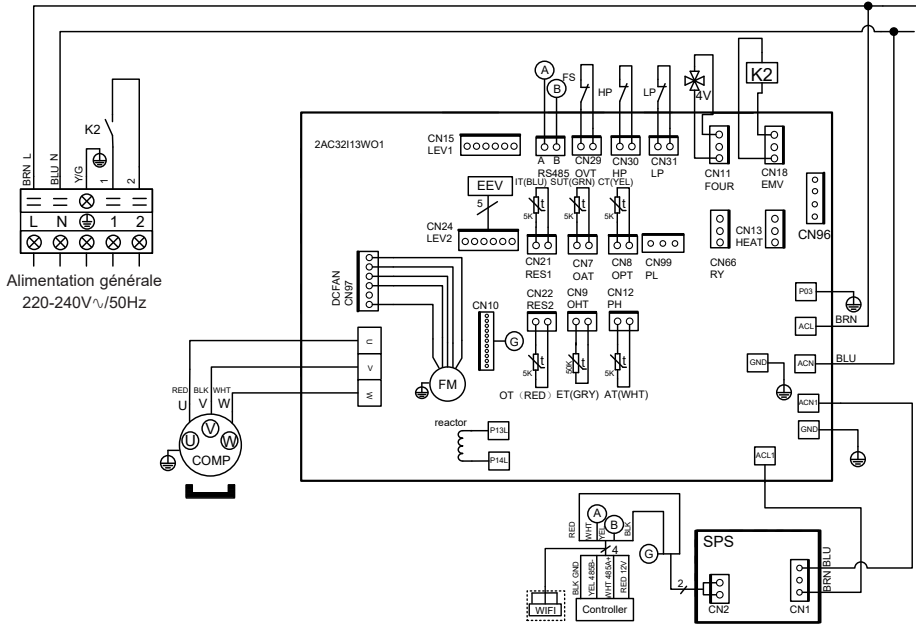 BRN L
BLU N
Y/G
K2
1
2
L N 1 2
Alimentation générale
220-240V∿/50Hz
2AC32I13WO1
CN15
LEV1
EEV
5
CN24
LEV2
DCFAN
CN97
CN10
G
FM
U
V
W
RED BLK WHT
U V W
U V W
COMP
reactor
P13L
P14L
A
B
FS
HP
LP
4V
K2
A B
RS485
CN29
OVT
CN30
HP
CN31
LP
CN11
FOUR
CN18
EMV
CN96
IT(BLU) SUT(GRN) CT(YEL)
5K t
5K t
5K t
CN21
RES1
CN7
OAT
CN8
OPT
CN99
PL
CN66
RY
CN13
HEAT
CN22
RES2
CN9
OHT
CN12
PH
5K t
50K t
5K t
OT（RED） ET(GRY) AT(WHT)
P03
ACL
BRN
ACN
BLU
GND
ACN1
GND
ACL1
RED
WHT
A
YEL
B
BLK
4
G
BLK GND
YEL 485B-
WHT 485A+
RED 12V
WIFI
Controller
2
SPS
CN2
CN1
BRN BLU